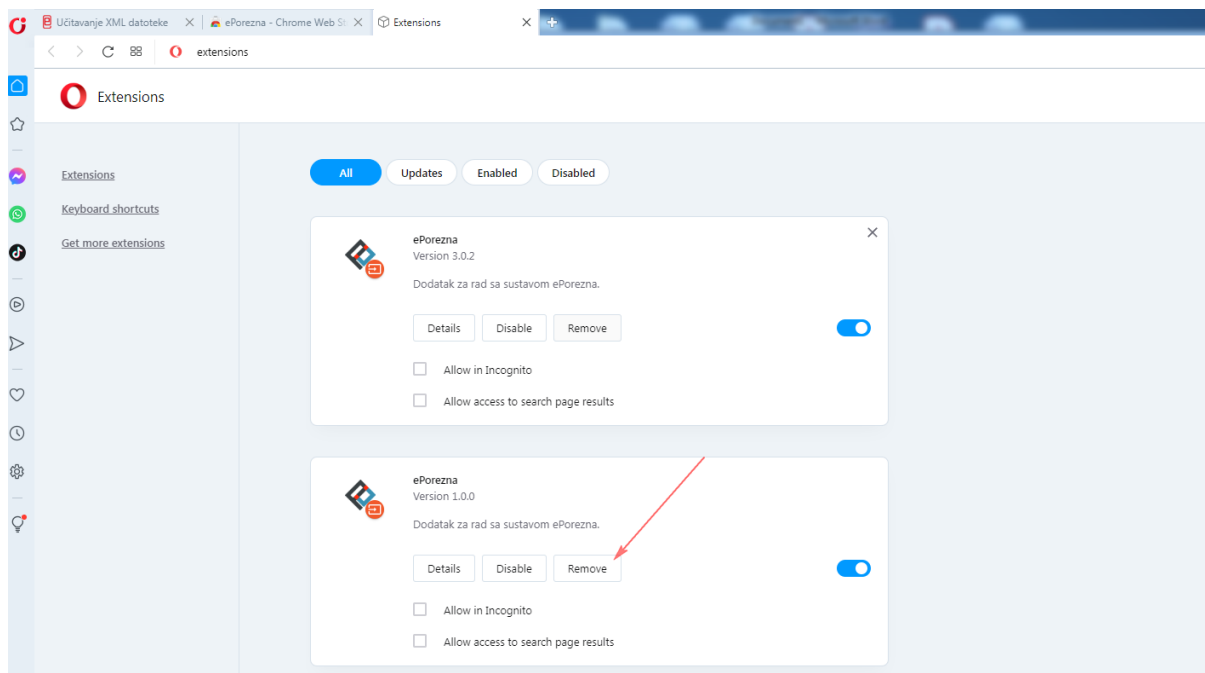 Učitavanje XML datoteke
ePorezna - Chrome Web St
Extensions
extensions
Extensions
Extensions
Keyboard shortcuts
Get more extensions
All Updates Enabled Disabled
ePorezna
Version 3.0.2
Dodatak za rad sa sustavom ePorezna.
Details Disable Remove
Allow in Incognito
Allow access to search page results
ePorezna
Version 1.0.0
Dodatak za rad sa sustavom ePorezna.
Details Disable Remove
Allow in Incognito
Allow access to search page results